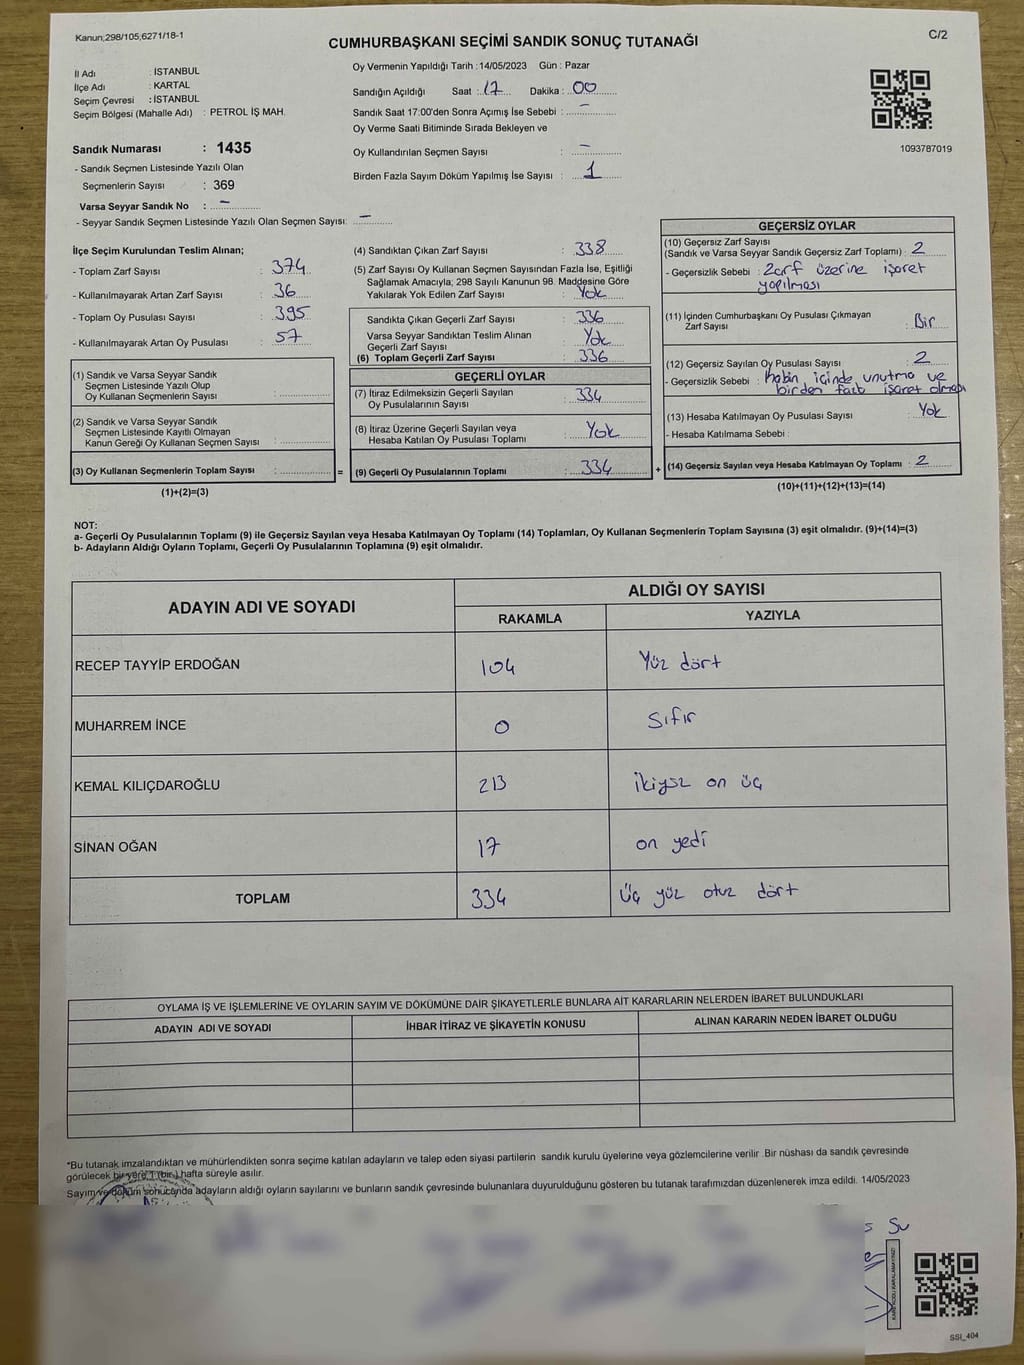 Kanun;298/105;6271/18-1
C/2
CUMHURBAŞKANI SEÇİMİ SANDIK SONUÇ TUTANAĞI
İl Adı : İSTANBUL
İlçe Adı : KARTAL
Seçim Çevresi : İSTANBUL
Seçim Bölgesi (Mahalle Adı) : PETROL İŞ MAH.
Sandık Numarası : 1435
- Sandık Seçmen Listesinde Yazılı Olan
Seçmenlerin Sayısı : 369
Varsa Seyyar Sandık No : -
- Seyyar Sandık Seçmen Listesinde Yazılı Olan Seçmen Sayısı: -
Oy Vermenin Yapıldığı Tarih :14/05/2023 Gün : Pazar
Sandığın Açıldığı Saat : 17 Dakika : 00
Sandık Saat 17:00'den Sonra Açımış İse Sebebi : -
Oy Verme Saati Bitiminde Sırada Bekleyen ve
Oy Kullandırılan Seçmen Sayısı : -
Birden Fazla Sayım Döküm Yapılmış İse Sayısı : 1
1093787019
İlçe Seçim Kurulundan Teslim Alınan;
- Toplam Zarf Sayısı : 374
- Kullanılmayarak Artan Zarf Sayısı : 36
- Toplam Oy Pusulası Sayısı : 395
- Kullanılmayarak Artan Oy Pusulası : 57
(1) Sandık ve Varsa Seyyar Sandık
Seçmen Listesinde Yazılı Olup
Oy Kullanan Seçmenlerin Sayısı :
(2) Sandık ve Varsa Seyyar Sandık
Seçmen Listesinde Kayıtlı Olmayan
Kanun Gereği Oy Kullanan Seçmen Sayısı :
(3) Oy Kullanan Seçmenlerin Toplam Sayısı : =
(1)+(2)=(3)
(4) Sandıktan Çıkan Zarf Sayısı : 338
(5) Zarf Sayısı Oy Kullanan Seçmen Sayısından Fazla İse, Eşitliği
Sağlamak Amacıyla; 298 Sayılı Kanunun 98. Maddesine Göre
Yakılarak Yok Edilen Zarf Sayısı : Yok
Sandıkta Çıkan Geçerli Zarf Sayısı : 336
Varsa Seyyar Sandıktan Teslim Alınan
Geçerli Zarf Sayısı : Yok
(6) Toplam Geçerli Zarf Sayısı : 336
GEÇERLİ OYLAR
(7) İtiraz Edilmeksizin Geçerli Sayılan
Oy Pusulalarının Sayısı : 334
(8) İtiraz Üzerine Geçerli Sayılan veya
Hesaba Katılan Oy Pusulası Toplamı : Yok
(9) Geçerli Oy Pusulalarının Toplamı : 334 +
GEÇERSİZ OYLAR
(10) Geçersiz Zarf Sayısı
(Sandık ve Varsa Seyyar Sandık Geçersiz Zarf Toplamı) : 2
- Geçersizlik Sebebi : Zarf üzerine işaret
yapılması
(11) İçinden Cumhurbaşkanı Oy Pusulası Çıkmayan
Zarf Sayısı : Bir
(12) Geçersiz Sayılan Oy Pusulası Sayısı : 2
- Geçersizlik Sebebi : Kabin içinde unutma ve
birden fazla işaret olması
(13) Hesaba Katılmayan Oy Pusulası Sayısı : Yok
- Hesaba Katılmama Sebebi :
(14) Geçersiz Sayılan veya Hesaba Katılmayan Oy Toplamı : 2
(10)+(11)+(12)+(13)=(14)
NOT:
a- Geçerli Oy Pusulalarının Toplamı (9) ile Geçersiz Sayılan veya Hesaba Katılmayan Oy Toplamı (14) Toplamları, Oy Kullanan Seçmenlerin Toplam Sayısına (3) eşit olmalıdır. (9)+(14)=(3)
b- Adayların Aldığı Oyların Toplamı, Geçerli Oy Pusulalarının Toplamına (9) eşit olmalıdır.
ADAYIN ADI VE SOYADI
ALDIĞI OY SAYISI
RAKAMLA YAZIYLA
RECEP TAYYİP ERDOĞAN 104 Yüz dört
MUHARREM İNCE 0 Sıfır
KEMAL KILIÇDAROĞLU 213 ikiyüz on üç
SİNAN OĞAN 17 on yedi
TOPLAM 334 Üç yüz otuz dört
OYLAMA İŞ VE İŞLEMLERİNE VE OYLARIN SAYIM VE DÖKÜMÜNE DAİR ŞİKAYETLERLE BUNLARA AİT KARARLARIN NELERDEN İBARET BULUNDUKLARI
ADAYIN ADI VE SOYADI İHBAR İTİRAZ VE ŞİKAYETİN KONUSU ALINAN KARARIN NEDEN İBARET OLDUĞU
*Bu tutanak imzalandıktan ve mühürlendikten sonra seçime katılan adayların ve talep eden siyasi partilerin sandık kurulu üyelerine veya gözlemcilerine verilir. Bir nüshası da sandık çevresinde
görülecek bir yere 1 (bir) hafta süreyle asılır.
Sayım ve döküm sonucunda adayların aldığı oyların sayılarını ve bunların sandık çevresinde bulunanlara duyurulduğunu gösteren bu tutanak tarafımızdan düzenlenerek imza edildi. 14/05/2023
SSI_404